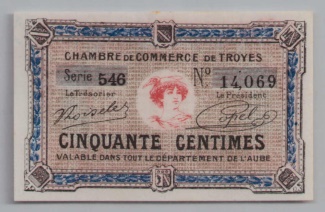 CHAMBRE DE COMMERCE DE TROYES
Serie 546 Nº 14,069
Le Trésorier Le Président
CINQUANTE CENTIMES
VALABLE DANS TOUT LE DÉPARTEMENT DE L'AUBE